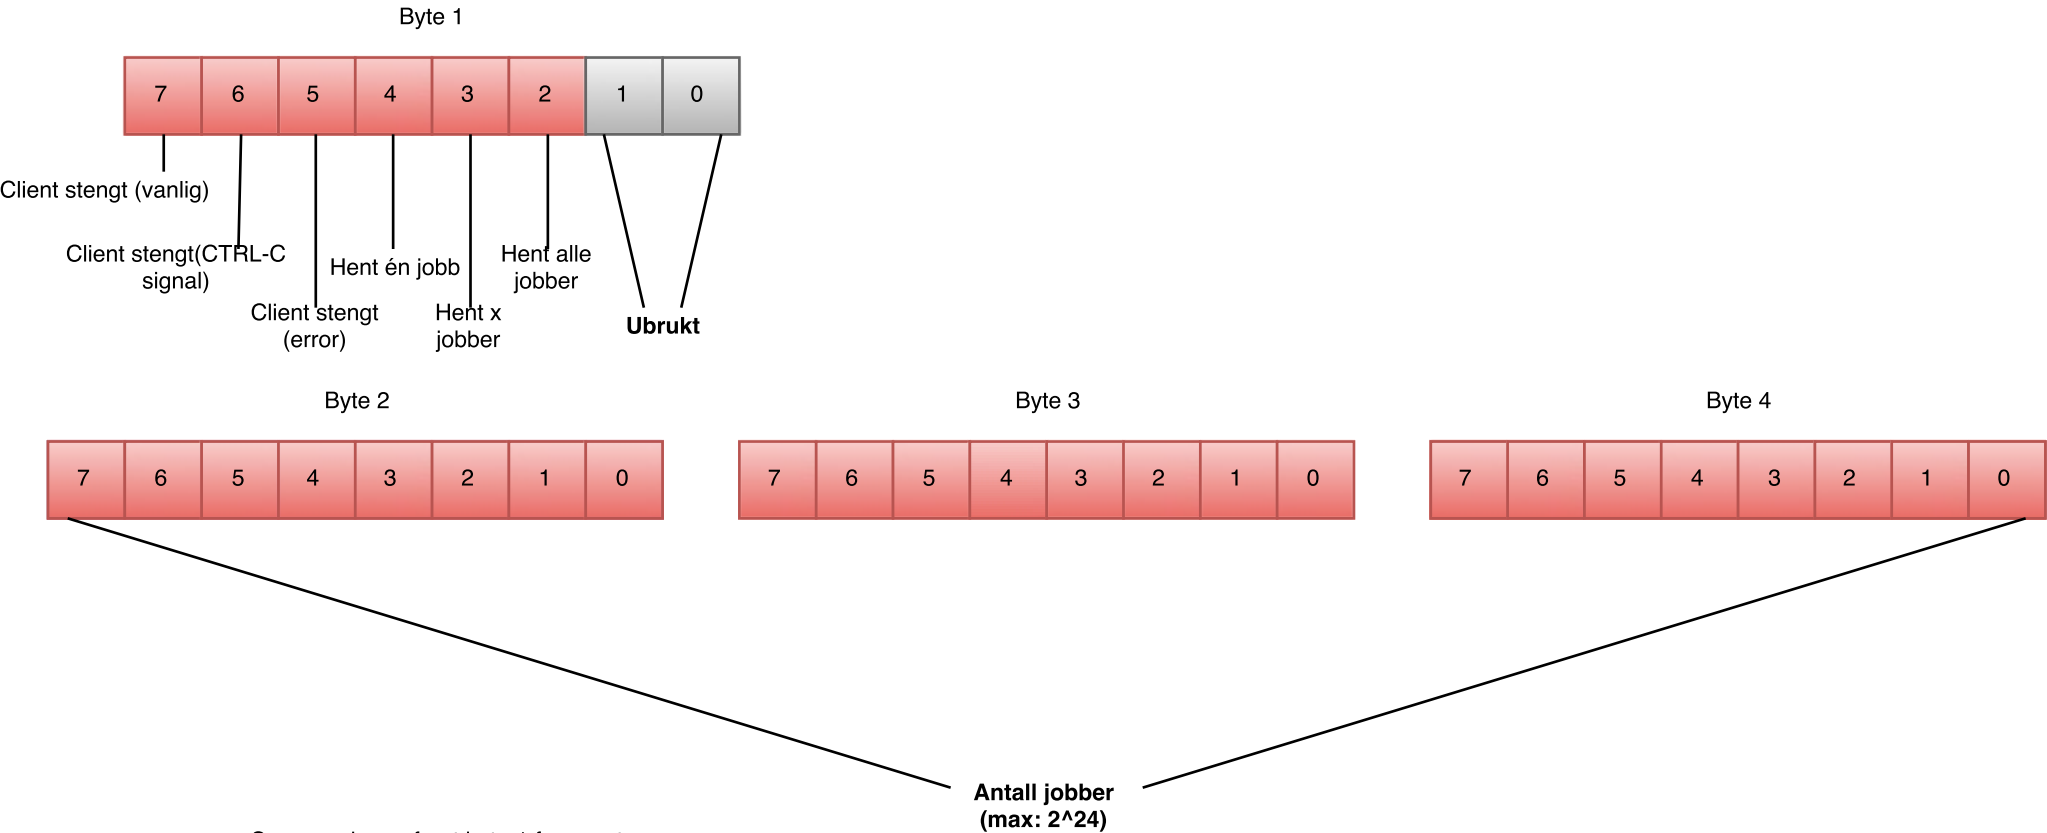 Byte 1
7 6 5 4 3 2 1 0
Client stengt (vanlig)
Client stengt(CTRL-C
signal)
Client stengt
(error)
Hent én jobb
Hent x
jobber
Hent alle
jobber
Ubrukt
Byte 2
7 6 5 4 3 2 1 0
Byte 3
7 6 5 4 3 2 1 0
Byte 4
7 6 5 4 3 2 1 0
Antall jobber
(max: 2^24)